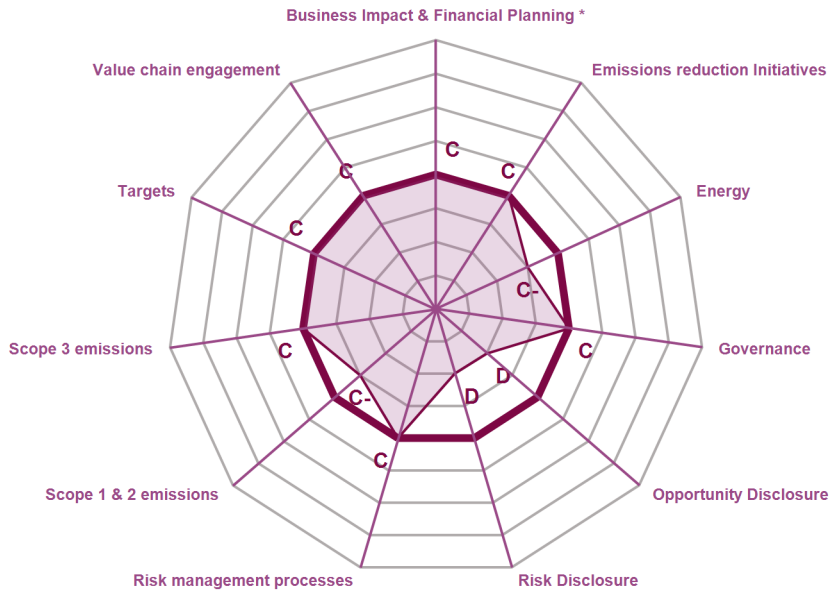 Business Impact & Financial Planning *
Value chain engagement
Emissions reduction Initiatives
C
C
C
Targets
Energy
C
C-
Scope 3 emissions
Governance
C
C
D
C-
D
C
Scope 1 & 2 emissions
Opportunity Disclosure
Risk management processes
Risk Disclosure